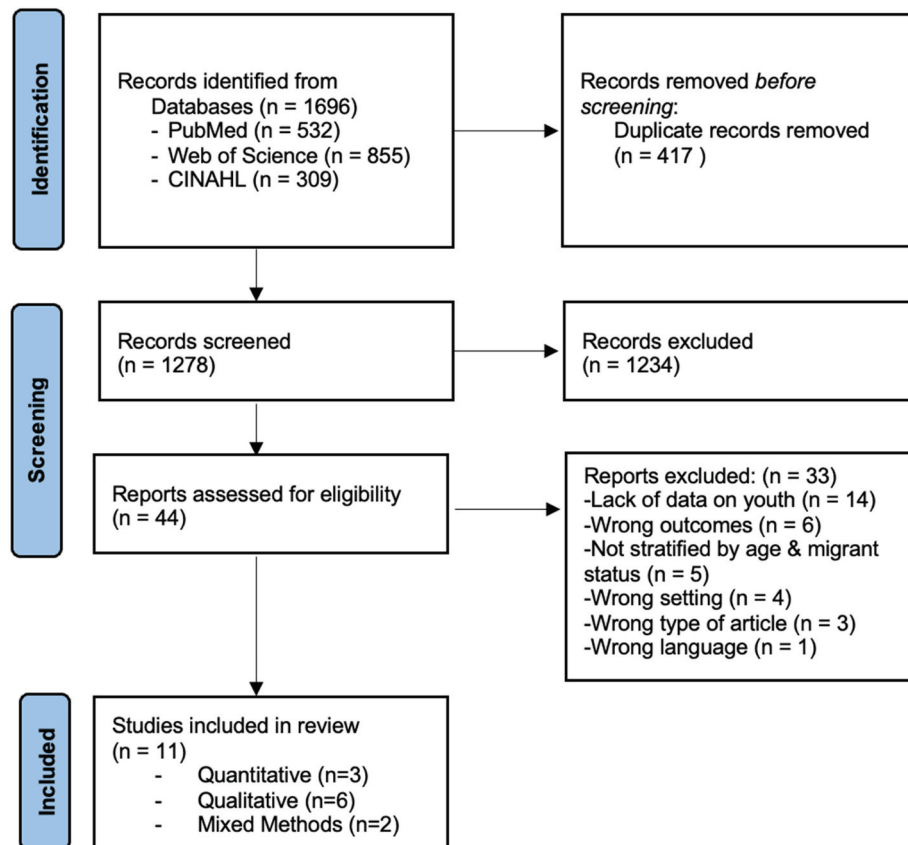 Identification
Records identified from
Databases (n = 1696)
- PubMed (n = 532)
- Web of Science (n = 855)
- CINAHL (n = 309)
Records removed before
screening:
Duplicate records removed
(n = 417 )
Screening
Records screened
(n = 1278)
Records excluded
(n = 1234)
Reports assessed for eligibility
(n = 44)
Reports excluded: (n = 33)
-Lack of data on youth (n = 14)
-Wrong outcomes (n = 6)
-Not stratified by age & migrant
status (n = 5)
-Wrong setting (n = 4)
-Wrong type of article (n = 3)
-Wrong language (n = 1)
Included
Studies included in review
(n = 11)
- Quantitative (n=3)
- Qualitative (n=6)
- Mixed Methods (n=2)